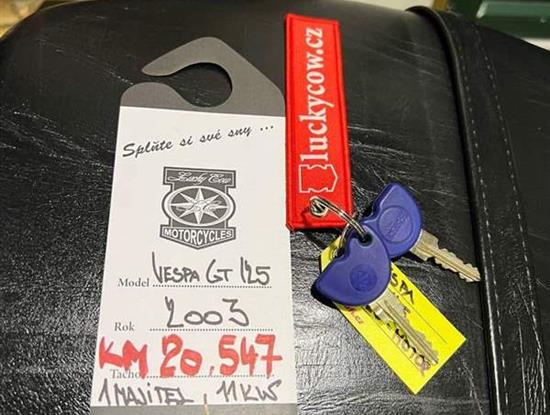 Splňte si své sny ...
Lucky Cow
MOTORCYCLES
Model VESPA GT 125
Rok 2003
KM 20,547
Tacho
1 MAJITEL, 11 KW
luckycow.cz